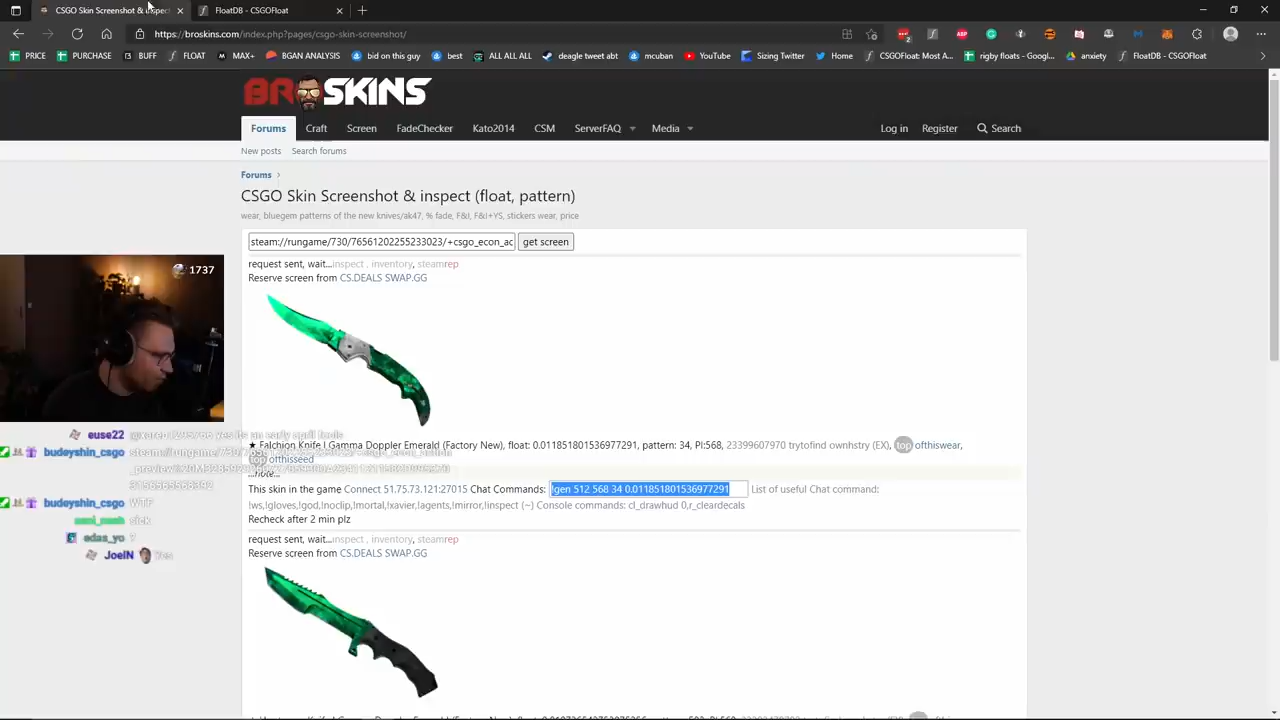 CSGO Skin Screenshot & inspect
FloatDB - CSGOFloat
https://broskins.com/index.php?pages/csgo-skin-screenshot/
PRICE PURCHASE BUFF FLOAT MAX+ BGAN ANALYSIS bid on this guy best ALL ALL ALL deagle tweet abt mcuban YouTube Sizing Twitter Home CSGOFloat: Most A... rigby floats - Googl... anxiety FloatDB - CSGOFloat
BROSKINS
Forums Craft Screen FadeChecker Kato2014 CSM ServerFAQ Media Log in Register Search
New posts Search forums
Forums
CSGO Skin Screenshot & inspect (float, pattern)
wear, bluegem patterns of the new knives/ak47, % fade, F&I, F&I+YS, stickers wear, price
steam://rungame/730/76561202255233023/+csgo_econ_ac get screen
request sent, wait...inspect , inventory, steamrep
Reserve screen from CS.DEALS SWAP.GG
1737
★ Falchion Knife | Gamma Doppler Emerald (Factory New), float: 0.011851801536977291, pattern: 34, PI:568, 23399607970 trytofind ownhstry (EX), top ofthiswear,
top ofthisseed
...note...
This skin in the game Connect 51.75.73.121:27015 Chat Commands: !gen 512 568 34 0.011851801536977291 List of useful Chat command:
!ws,!gloves,!god,!noclip,!mortal,!xavier,!agents,!mirror,!inspect (~) Console commands: cl_drawhud 0,r_cleardecals
Recheck after 2 min plz
euse22
budeyshin_csgo
budeyshin_csgo WTF
sick
edas_yo ?
JoelN Yes
request sent, wait...inspect , inventory, steamrep
Reserve screen from CS.DEALS SWAP.GG